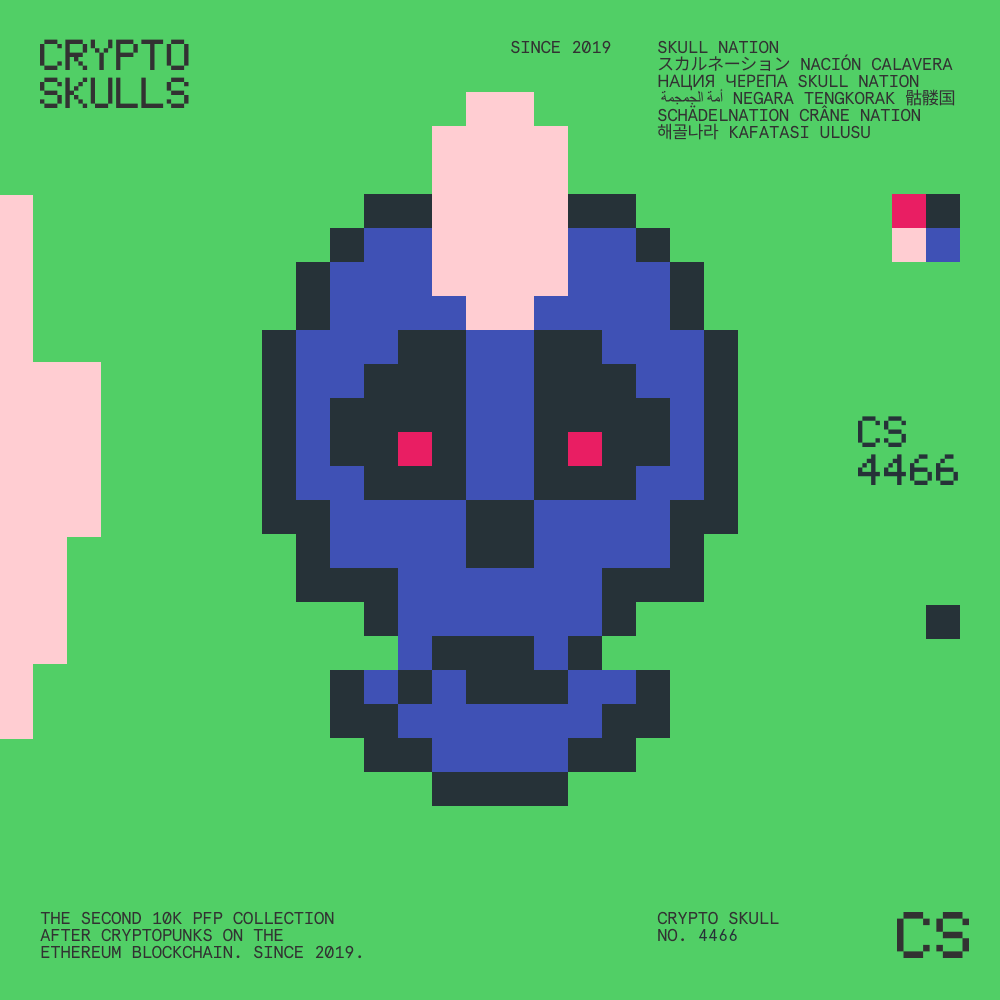 CRYPTO
SKULLS
SINCE 2019
SKULL NATION
スカルネーション NACIÓN CALAVERA
НАЦИЯ ЧЕРЕПА SKULL NATION
أمة الجمجمة NEGARA TENGKORAK 骷髅国
SCHÄDELNATION CRÂNE NATION
해골나라 KAFATASI ULUSU
CS
4466
THE SECOND 10K PFP COLLECTION
AFTER CRYPTOPUNKS ON THE
ETHEREUM BLOCKCHAIN. SINCE 2019.
CRYPTO SKULL
NO. 4466
CS